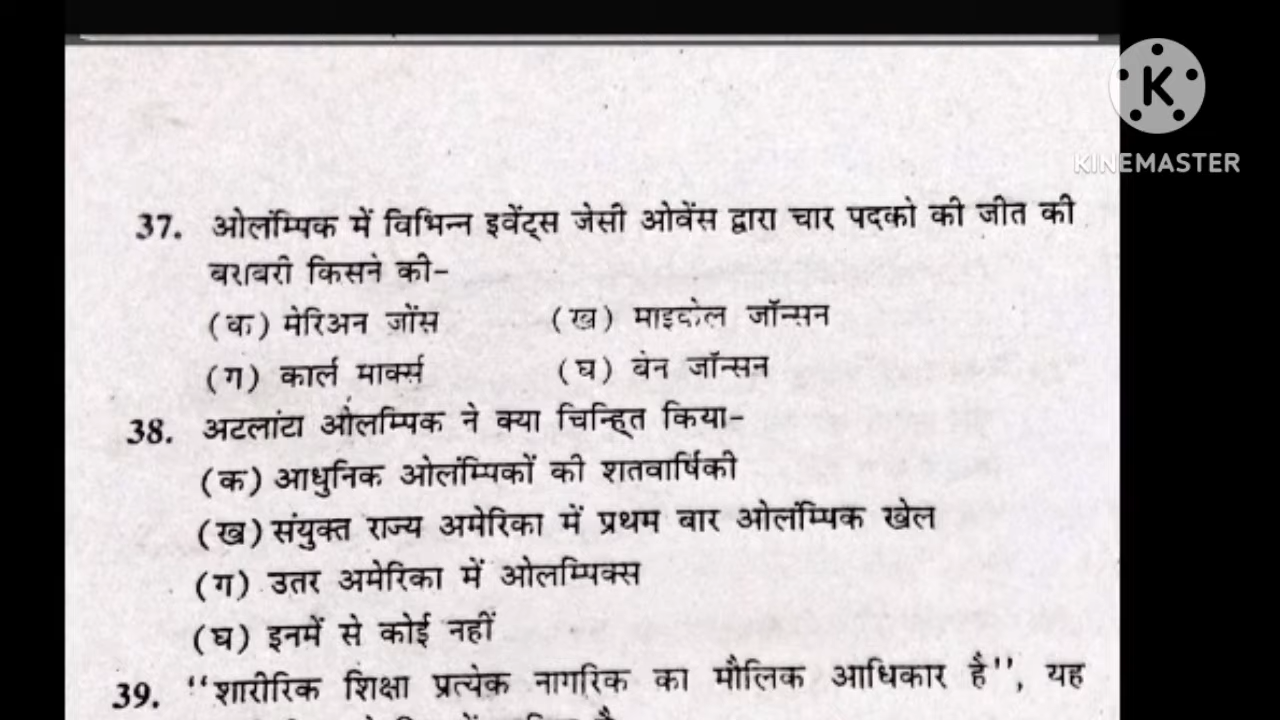 K
KINEMASTER
37. ओलंम्पिक में विभिन्न इवेंट्स जेसी ओवेंस द्वारा चार पदको की जीत की
बराबरी किसने की-
(क) मेरिअन जोंस (ख) माइकेल जॉन्सन
(ग) कार्ल मार्क्स (घ) बेन जॉन्सन
38. अटलांटा ओलम्पिक ने क्या चिन्हित किया-
(क) आधुनिक ओलंम्पिकों की शतवार्षिकी
(ख) संयुक्त राज्य अमेरिका में प्रथम बार ओलंम्पिक खेल
(ग) उतर अमेरिका में ओलम्पिक्स
(घ) इनमें से कोई नहीं
39. "शारीरिक शिक्षा प्रत्येक नागरिक का मौलिक आधिकार है", यह